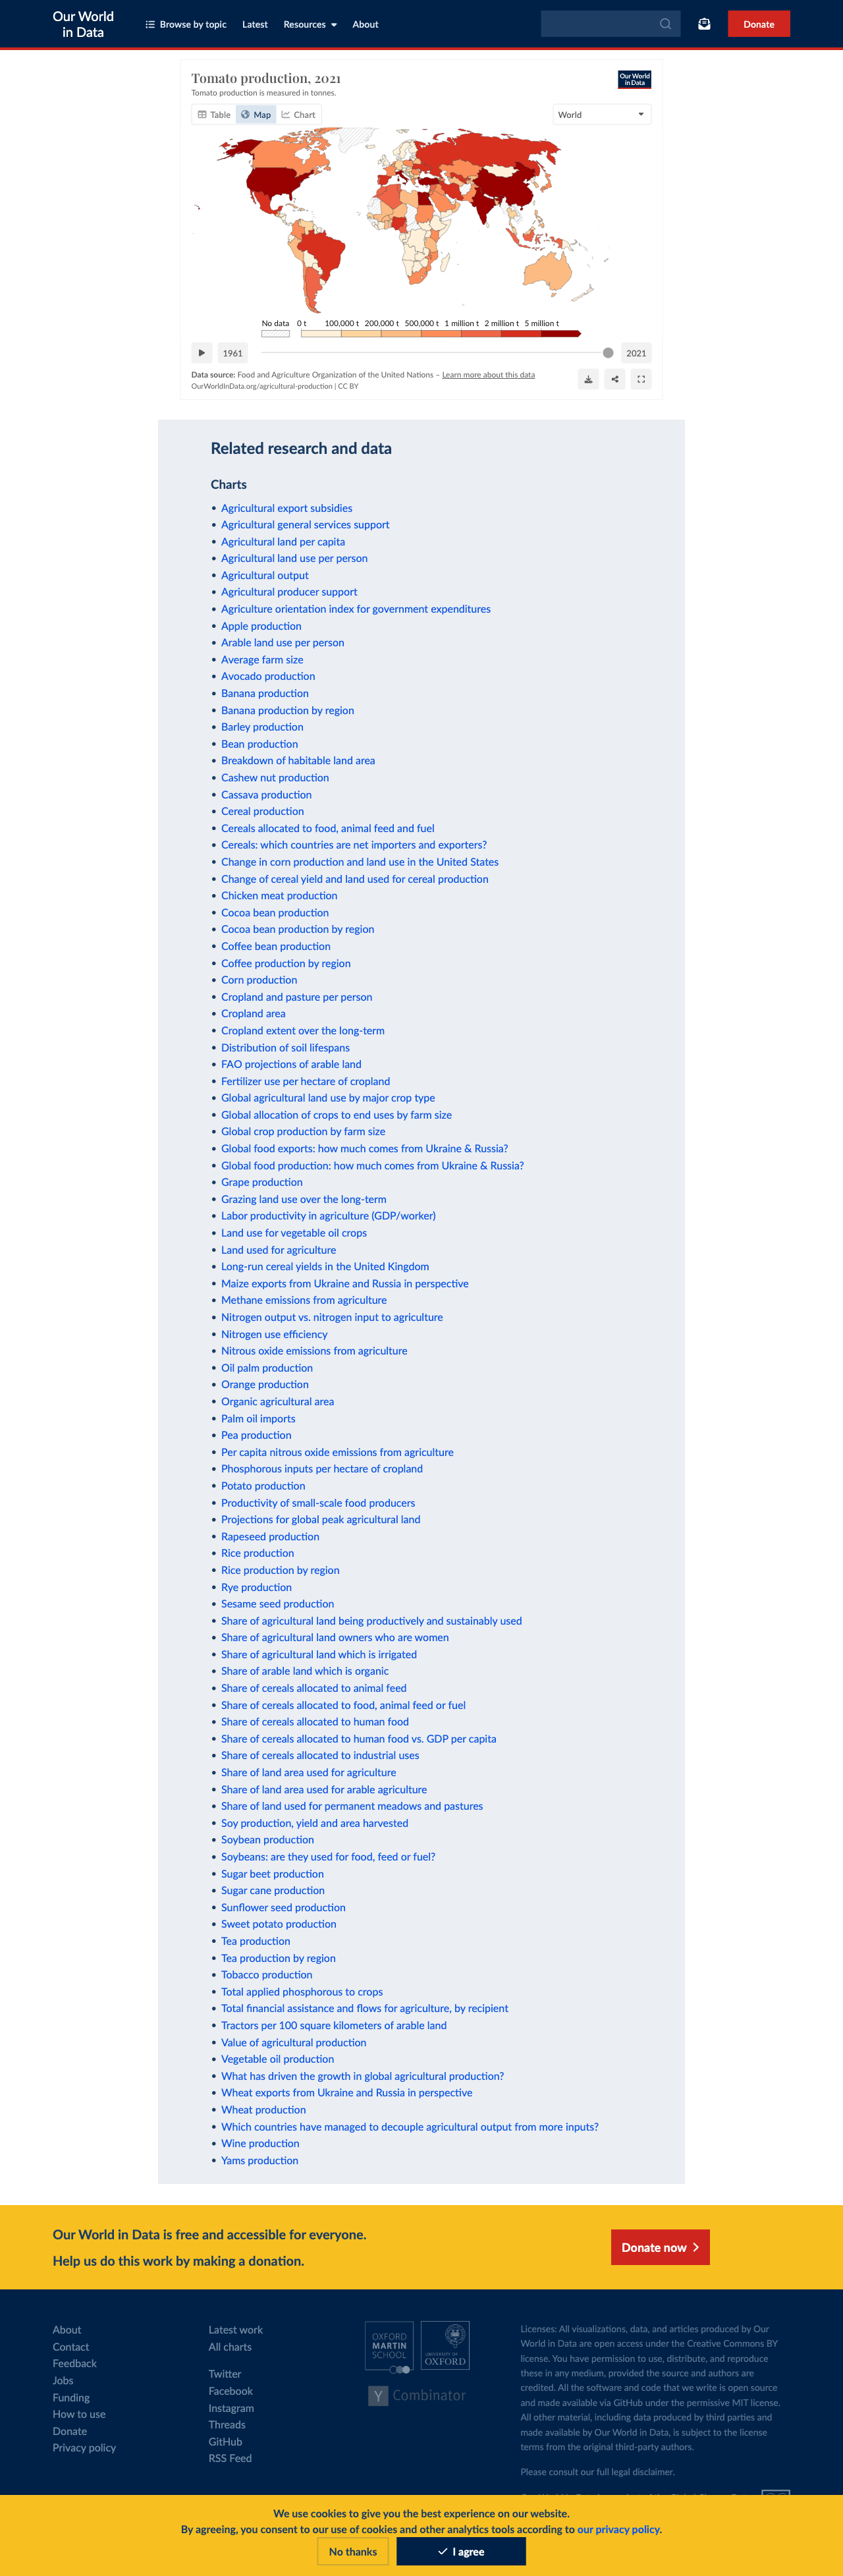 Our World
in Data
Browse by topic
Latest
Resources
About
Donate
Tomato production, 2021
Tomato production is measured in tonnes.
Our World
in Data
Table
Map
Chart
World
No data
0 t
100,000 t
200,000 t
500,000 t
1 million t
2 million t
5 million t
1961
2021
Data source: Food and Agriculture Organization of the United Nations – Learn more about this data
OurWorldInData.org/agricultural-production | CC BY
Related research and data
Charts
Agricultural export subsidies
Agricultural general services support
Agricultural land per capita
Agricultural land use per person
Agricultural output
Agricultural producer support
Agriculture orientation index for government expenditures
Apple production
Arable land use per person
Average farm size
Avocado production
Banana production
Banana production by region
Barley production
Bean production
Breakdown of habitable land area
Cashew nut production
Cassava production
Cereal production
Cereals allocated to food, animal feed and fuel
Cereals: which countries are net importers and exporters?
Change in corn production and land use in the United States
Change of cereal yield and land used for cereal production
Chicken meat production
Cocoa bean production
Cocoa bean production by region
Coffee bean production
Coffee production by region
Corn production
Cropland and pasture per person
Cropland area
Cropland extent over the long-term
Distribution of soil lifespans
FAO projections of arable land
Fertilizer use per hectare of cropland
Global agricultural land use by major crop type
Global allocation of crops to end uses by farm size
Global crop production by farm size
Global food exports: how much comes from Ukraine & Russia?
Global food production: how much comes from Ukraine & Russia?
Grape production
Grazing land use over the long-term
Labor productivity in agriculture (GDP/worker)
Land use for vegetable oil crops
Land used for agriculture
Long-run cereal yields in the United Kingdom
Maize exports from Ukraine and Russia in perspective
Methane emissions from agriculture
Nitrogen output vs. nitrogen input to agriculture
Nitrogen use efficiency
Nitrous oxide emissions from agriculture
Oil palm production
Orange production
Organic agricultural area
Palm oil imports
Pea production
Per capita nitrous oxide emissions from agriculture
Phosphorous inputs per hectare of cropland
Potato production
Productivity of small-scale food producers
Projections for global peak agricultural land
Rapeseed production
Rice production
Rice production by region
Rye production
Sesame seed production
Share of agricultural land being productively and sustainably used
Share of agricultural land owners who are women
Share of agricultural land which is irrigated
Share of arable land which is organic
Share of cereals allocated to animal feed
Share of cereals allocated to food, animal feed or fuel
Share of cereals allocated to human food
Share of cereals allocated to human food vs. GDP per capita
Share of cereals allocated to industrial uses
Share of land area used for agriculture
Share of land area used for arable agriculture
Share of land used for permanent meadows and pastures
Soy production, yield and area harvested
Soybean production
Soybeans: are they used for food, feed or fuel?
Sugar beet production
Sugar cane production
Sunflower seed production
Sweet potato production
Tea production
Tea production by region
Tobacco production
Total applied phosphorous to crops
Total financial assistance and flows for agriculture, by recipient
Tractors per 100 square kilometers of arable land
Value of agricultural production
Vegetable oil production
What has driven the growth in global agricultural production?
Wheat exports from Ukraine and Russia in perspective
Wheat production
Which countries have managed to decouple agricultural output from more inputs?
Wine production
Yams production
Our World in Data is free and accessible for everyone.
Help us do this work by making a donation.
Donate now
About
Contact
Feedback
Jobs
Funding
How to use
Donate
Privacy policy
Latest work
All charts
Twitter
Facebook
Instagram
Threads
GitHub
RSS Feed
OXFORD
MARTIN
SCHOOL
UNIVERSITY OF
OXFORD
Y Combinator
Licenses: All visualizations, data, and articles produced by Our
World in Data are open access under the Creative Commons BY
license. You have permission to use, distribute, and reproduce
these in any medium, provided the source and authors are
credited. All the software and code that we write is open source
and made available via GitHub under the permissive MIT license.
All other material, including data produced by third parties and
made available by Our World in Data, is subject to the license
terms from the original third-party authors.
Please consult our full legal disclaimer.
We use cookies to give you the best experience on our website.
By agreeing, you consent to our use of cookies and other analytics tools according to our privacy policy.
No thanks
I agree